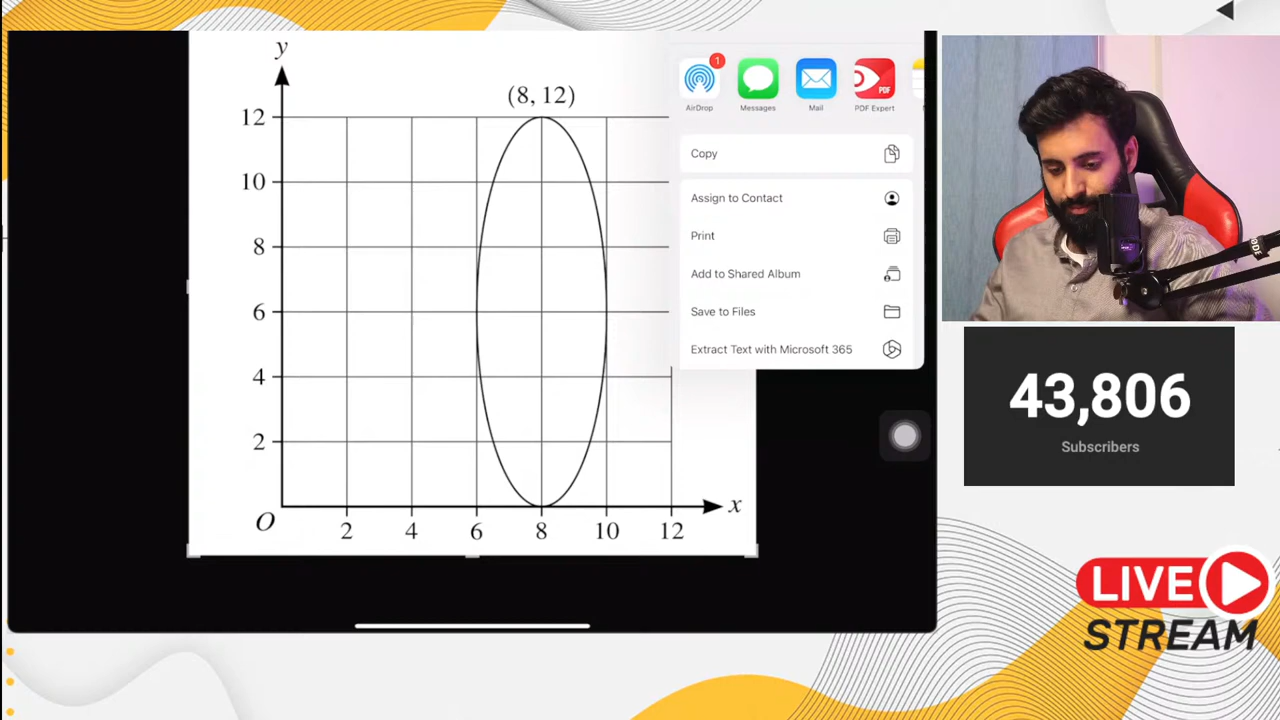 y
(8, 12)
12
10
8
6
4
2
O
2 4 6 8 10 12
x
1
AirDrop Messages Mail PDF Expert
PDF
Copy
Assign to Contact
Print
Add to Shared Album
Save to Files
Extract Text with Microsoft 365
43,806
Subscribers
LIVE
STREAM